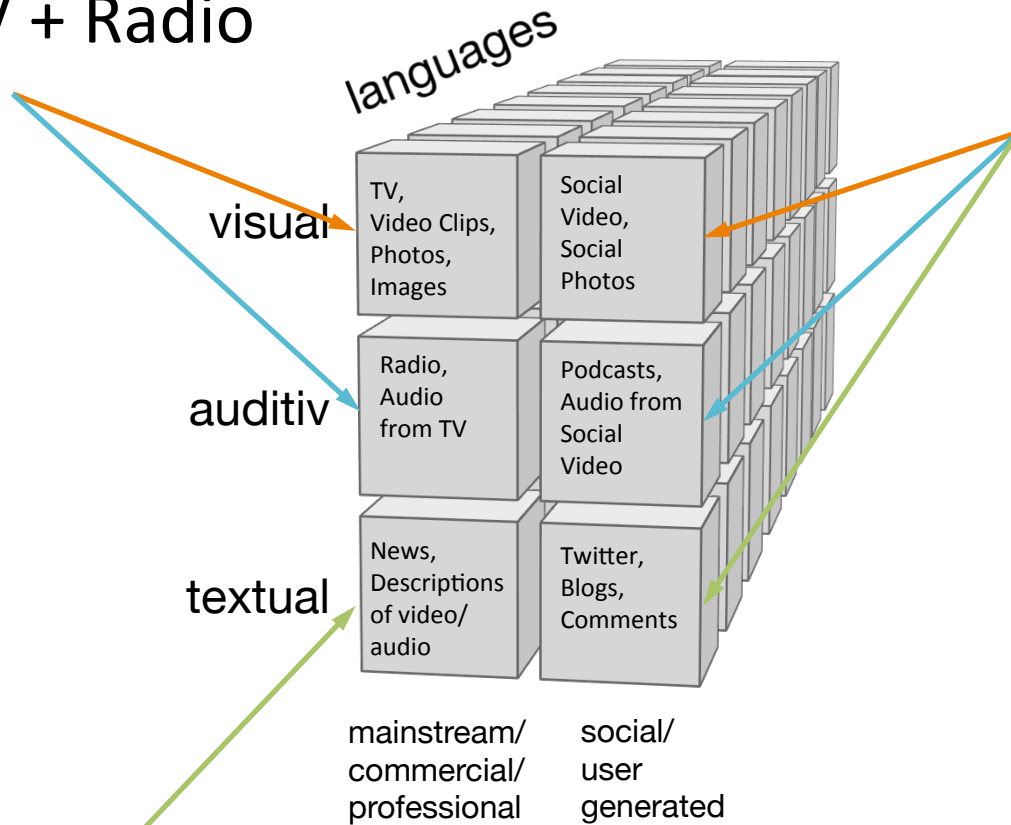 + Radio
languages
visual
TV,
Video Clips,
Photos,
Images
Social
Video,
Social
Photos
auditiv
Radio,
Audio
from TV
Podcasts,
Audio from
Social
Video
textual
News,
Descriptions
of video/
audio
Twitter,
Blogs,
Comments
mainstream/
commercial/
professional
social/
user
generated